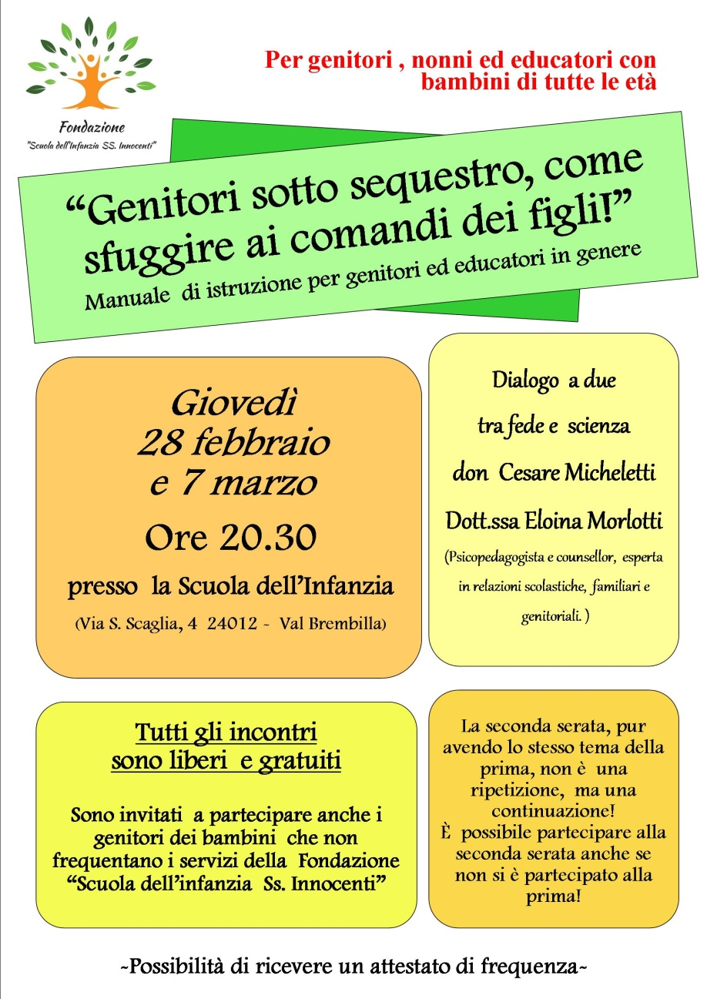 Per genitori , nonni ed educatori con
bambini di tutte le età
Fondazione
"Scuola dell'Infanzia SS. Innocenti"
“Genitori sotto sequestro, come
sfuggire ai comandi dei figli!”
Manuale di istruzione per genitori ed educatori in genere
Giovedì
28 febbraio
e 7 marzo
Ore 20.30
presso la Scuola dell’Infanzia
(Via S. Scaglia, 4 24012 - Val Brembilla)
Dialogo a due
tra fede e scienza
don Cesare Micheletti
Dott.ssa Eloina Morlotti
(Psicopedagogista e counsellor, esperta
in relazioni scolastiche, familiari e
genitoriali. )
Tutti gli incontri
sono liberi e gratuiti
Sono invitati a partecipare anche i
genitori dei bambini che non
frequentano i servizi della Fondazione
“Scuola dell’infanzia Ss. Innocenti”
La seconda serata, pur
avendo lo stesso tema della
prima, non è una
ripetizione, ma una
continuazione!
È possibile partecipare alla
seconda serata anche se
non si è partecipato alla
prima!
~Possibilità di ricevere un attestato di frequenza~